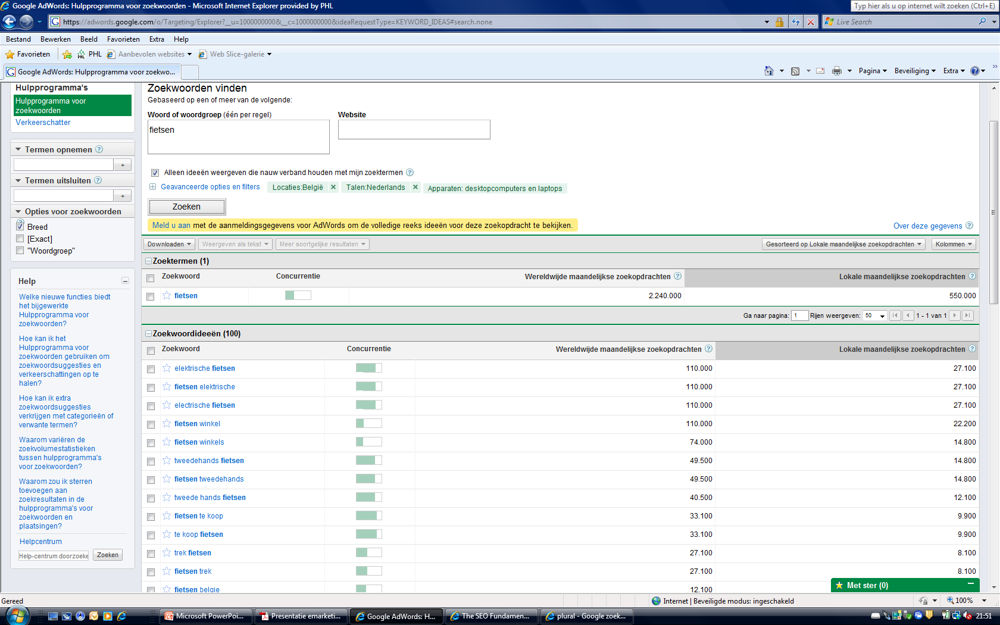 Google AdWords: Hulpprogramma voor zoekwoorden - Microsoft Internet Explorer provided by PHL
Typ hier als u op internet wilt zoeken (Ctrl+E)
https://adwords.google.com/o/Targeting/Explorer?__u=1000000000&__c=1000000000&ideaRequestType=KEYWORD_IDEAS#search.none
Live Search
Bestand Bewerken Beeld Favorieten Extra Help
Favorieten PHL Aanbevolen websites Web Slice-galerie
Google AdWords: Hulpprogramma voor zoekwo...
Pagina Beveiliging Extra
Hulpprogramma's
Hulpprogramma voor
zoekwoorden
Verkeerschatter
Termen opnemen
+
Termen uitsluiten
+
Opties voor zoekwoorden
Breed
[Exact]
"Woordgroep"
Help
Welke nieuwe functies biedt
het bijgewerkte
Hulpprogramma voor
zoekwoorden?
Hoe kan ik het
Hulpprogramma voor
zoekwoorden gebruiken om
zoekwoordsuggesties en
verkeerschattingen op te
halen?
Hoe kan ik extra
zoekwoordsuggesties
verkrijgen met categorieën of
verwante termen?
Waarom variëren de
zoekvolumestatistieken
tussen hulpprogramma's
voor zoekwoorden?
Waarom zou ik sterren
toevoegen aan
zoekresultaten in de
hulpprogramma's voor
zoekwoorden en
plaatsingen?
Helpcentrum
Help-centrum doorzoeke Zoeken
Zoekwoorden vinden
Gebaseerd op een of meer van de volgende:
Woord of woordgroep (één per regel) Website
fietsen
Alleen ideeën weergeven die nauw verband houden met mijn zoektermen
Geavanceerde opties en filters Locaties:België Talen:Nederlands Apparaten: desktopcomputers en laptops
Zoeken
Meld u aan met de aanmeldingsgegevens voor AdWords om de volledige reeks ideeën voor deze zoekopdracht te bekijken.
Over deze gegevens
Downloaden Weergeven als tekst Meer soortgelijke resultaten Gesorteerd op Lokale maandelijkse zoekopdrachten Kolommen
Zoektermen (1)
Zoekwoord Concurrentie Wereldwijde maandelijkse zoekopdrachten Lokale maandelijkse zoekopdrachten
fietsen 2.240.000 550.000
Ga naar pagina: 1 Rijen weergeven: 50 1 - 1 van 1
Zoekwoordideeën (100)
Zoekwoord Concurrentie Wereldwijde maandelijkse zoekopdrachten Lokale maandelijkse zoekopdrachten
elektrische fietsen 110.000 27.100
fietsen elektrische 110.000 27.100
electrische fietsen 110.000 27.100
fietsen winkel 110.000 22.200
fietsen winkels 74.000 14.800
tweedehands fietsen 49.500 14.800
fietsen tweedehands 49.500 14.800
tweede hands fietsen 40.500 12.100
fietsen te koop 33.100 9.900
te koop fietsen 33.100 9.900
trek fietsen 27.100 8.100
fietsen trek 27.100 8.100
fietsen belgie 12.100
Met ster (0)
Gereed
Internet | Beveiligde modus: ingeschakeld
100%
Microsoft PowerPoi... Presentatie emarketi... Google AdWords: H... The SEO Fundamen... plural - Google zoek...
21:51